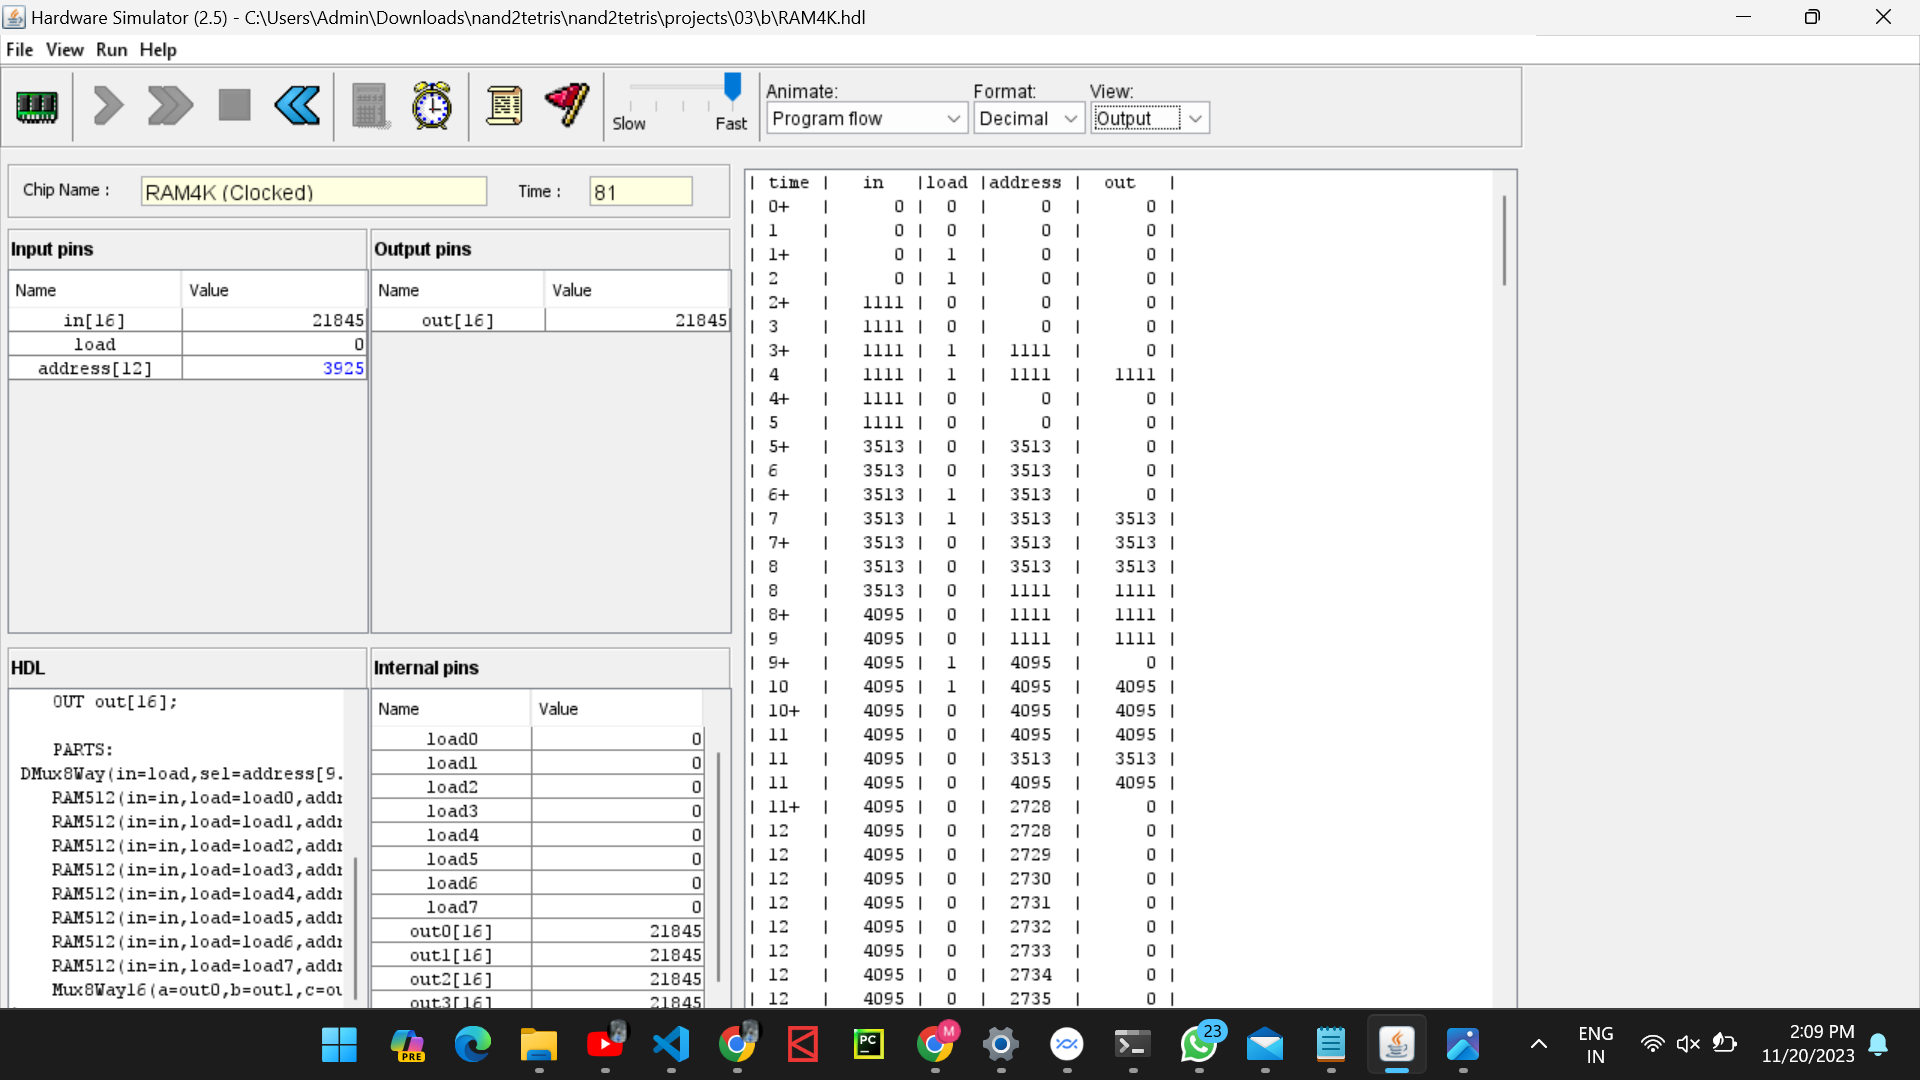 Hardware Simulator (2.5) - C:\Users\Admin\Downloads\nand2tetris\nand2tetris\projects\03\b\RAM4K.hdl
File View Run Help
Slow Fast
Animate:
Program flow
Format:
Decimal
View:
Output
Chip Name :
RAM4K (Clocked)
Time :
81
Input pins
Name Value
in[16] 21845
load 0
address[12] 3925
Output pins
Name Value
out[16] 21845
HDL
OUT out[16];
PARTS:
DMux8Way(in=load,sel=address[9.
RAM512(in=in,load=load0,addr
RAM512(in=in,load=load1,addr
RAM512(in=in,load=load2,addr
RAM512(in=in,load=load3,addr
RAM512(in=in,load=load4,addr
RAM512(in=in,load=load5,addr
RAM512(in=in,load=load6,addr
RAM512(in=in,load=load7,addr
Mux8Way16(a=out0,b=out1,c=ou
Internal pins
Name Value
load0 0
load1 0
load2 0
load3 0
load4 0
load5 0
load6 0
load7 0
out0[16] 21845
out1[16] 21845
out2[16] 21845
out3[16] 21845
| time | in |load |address | out |
| 0+ | 0 | 0 | 0 | 0 |
| 1 | 0 | 0 | 0 | 0 |
| 1+ | 0 | 1 | 0 | 0 |
| 2 | 0 | 1 | 0 | 0 |
| 2+ | 1111 | 0 | 0 | 0 |
| 3 | 1111 | 0 | 0 | 0 |
| 3+ | 1111 | 1 | 1111 | 0 |
| 4 | 1111 | 1 | 1111 | 1111 |
| 4+ | 1111 | 0 | 0 | 0 |
| 5 | 1111 | 0 | 0 | 0 |
| 5+ | 3513 | 0 | 3513 | 0 |
| 6 | 3513 | 0 | 3513 | 0 |
| 6+ | 3513 | 1 | 3513 | 0 |
| 7 | 3513 | 1 | 3513 | 3513 |
| 7+ | 3513 | 0 | 3513 | 3513 |
| 8 | 3513 | 0 | 3513 | 3513 |
| 8 | 3513 | 0 | 1111 | 1111 |
| 8+ | 4095 | 0 | 1111 | 1111 |
| 9 | 4095 | 0 | 1111 | 1111 |
| 9+ | 4095 | 1 | 4095 | 0 |
| 10 | 4095 | 1 | 4095 | 4095 |
| 10+ | 4095 | 0 | 4095 | 4095 |
| 11 | 4095 | 0 | 4095 | 4095 |
| 11 | 4095 | 0 | 3513 | 3513 |
| 11 | 4095 | 0 | 4095 | 4095 |
| 11+ | 4095 | 0 | 2728 | 0 |
| 12 | 4095 | 0 | 2728 | 0 |
| 12 | 4095 | 0 | 2729 | 0 |
| 12 | 4095 | 0 | 2730 | 0 |
| 12 | 4095 | 0 | 2731 | 0 |
| 12 | 4095 | 0 | 2732 | 0 |
| 12 | 4095 | 0 | 2733 | 0 |
| 12 | 4095 | 0 | 2734 | 0 |
| 12 | 4095 | 0 | 2735 | 0 |
PRE
PC
M
23
ENG
IN
2:09 PM
11/20/2023